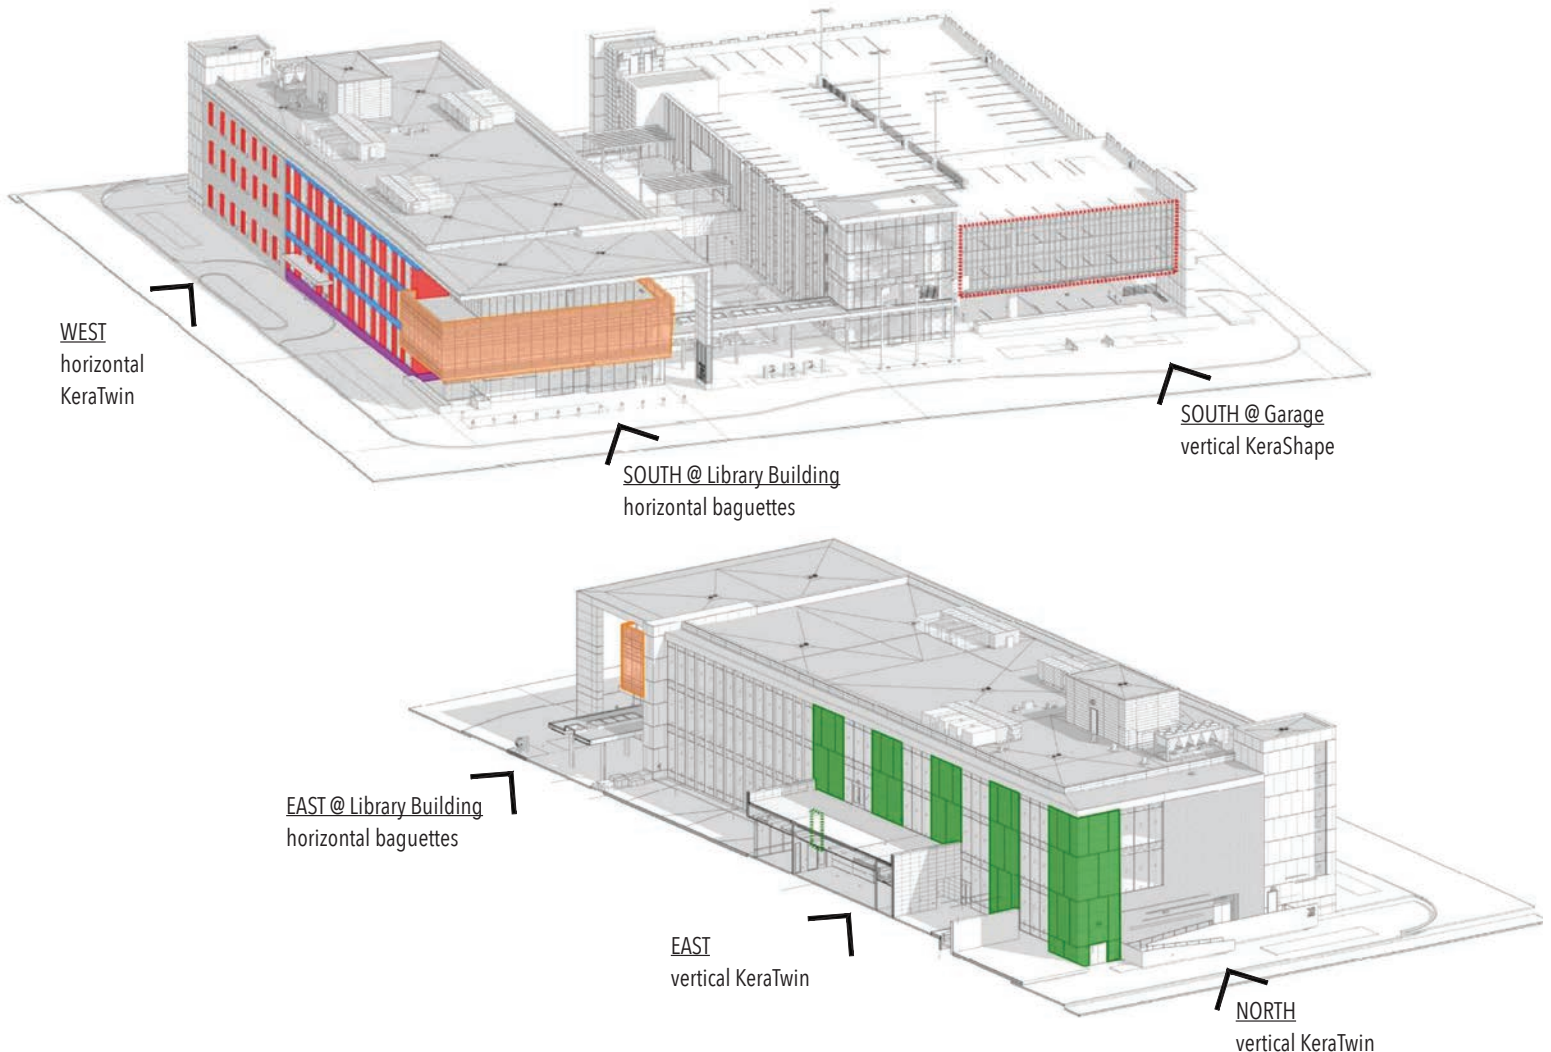 WEST
horizontal
KeraTwin
SOUTH @ Garage
vertical KeraShape
SOUTH @ Library Building
horizontal baguettes
EAST @ Library Building
horizontal baguettes
EAST
vertical KeraTwin
NORTH
vertical KeraTwin